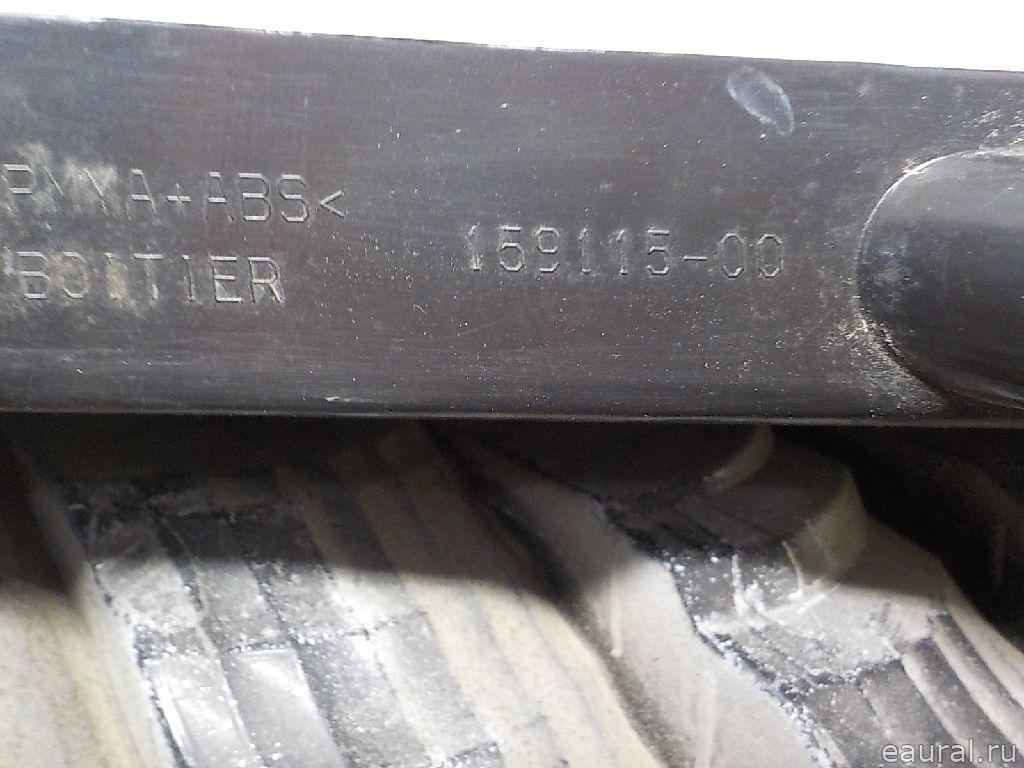 PMMA+ABS<
BOITIER
159115-00
eaural.ru